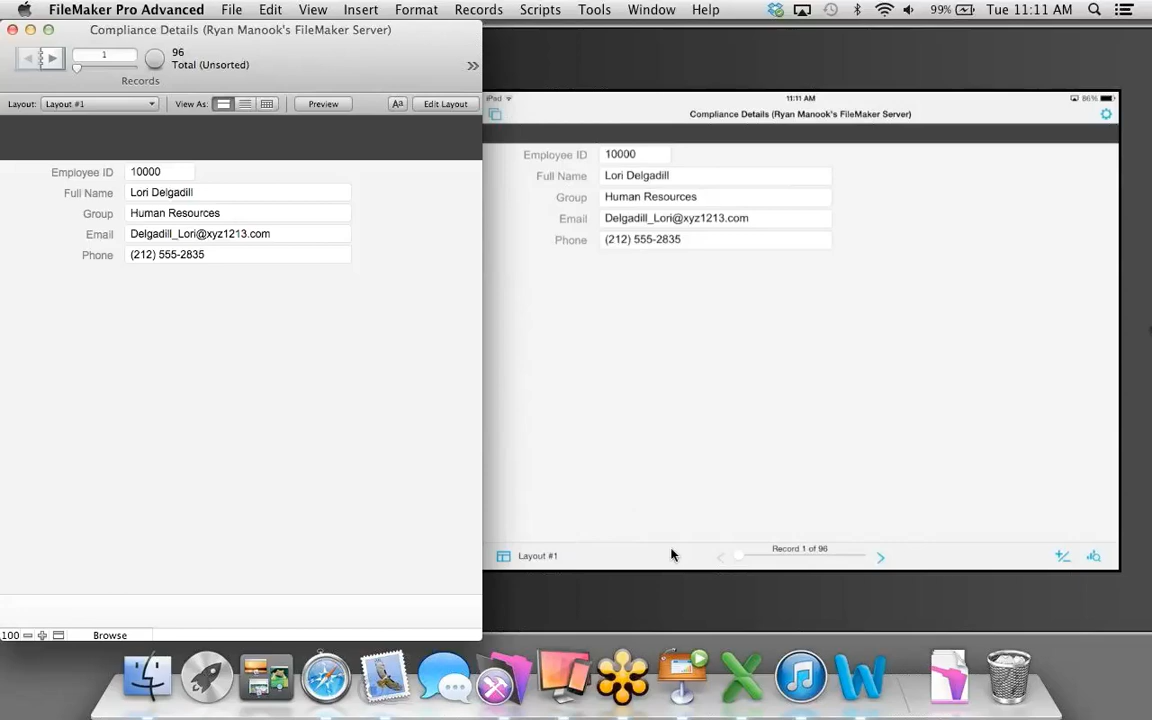 FileMaker Pro Advanced File Edit View Insert Format Records Scripts Tools Window Help 99% Tue 11:11 AM
Compliance Details (Ryan Manook's FileMaker Server)
1
96
Total (Unsorted)
Records
Layout: Layout #1 View As: Preview Aa Edit Layout
Employee ID 10000
Full Name Lori Delgadill
Group Human Resources
Email Delgadill_Lori@xyz1213.com
Phone (212) 555-2835
100 Browse
iPad 11:11 AM 86%
Compliance Details (Ryan Manook's FileMaker Server)
Employee ID 10000
Full Name Lori Delgadill
Group Human Resources
Email Delgadill_Lori@xyz1213.com
Phone (212) 555-2835
Layout #1 Record 1 of 96